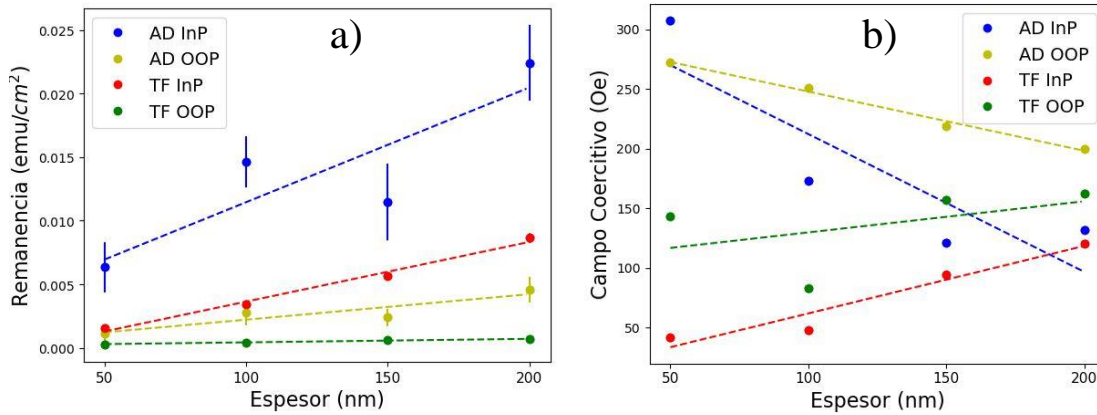 a)
AD InP
AD OOP
TF InP
TF OOP
Remanencia (emu/cm²)
0.025
0.020
0.015
0.010
0.005
0.000
50 100 150 200
Espesor (nm)
b)
AD InP
AD OOP
TF InP
TF OOP
Campo Coercitivo (Oe)
300
250
200
150
100
50
50 100 150 200
Espesor (nm)